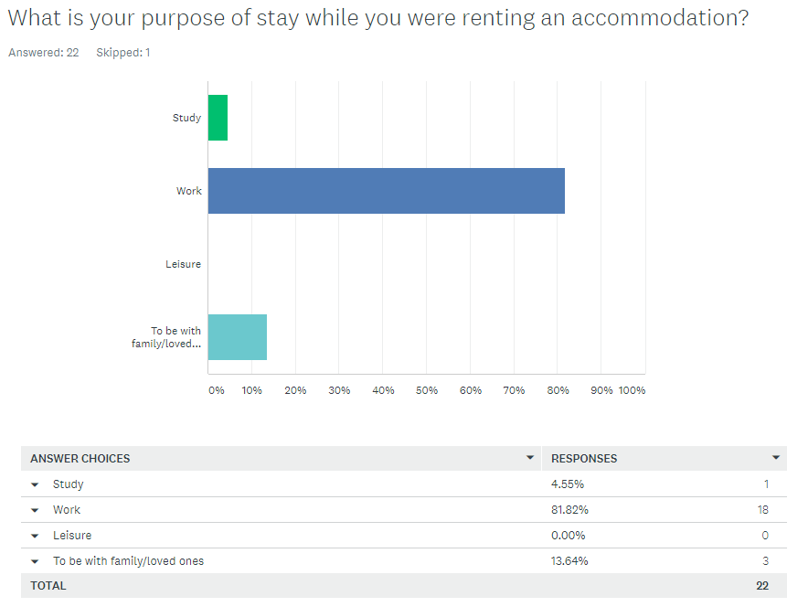 What is your purpose of stay while you were renting an accommodation?
Answered: 22 Skipped: 1
Study
Work
Leisure
To be with
family/loved...
0% 10% 20% 30% 40% 50% 60% 70% 80% 90% 100%
ANSWER CHOICES RESPONSES
Study 4.55% 1
Work 81.82% 18
Leisure 0.00% 0
To be with family/loved ones 13.64% 3
TOTAL 22